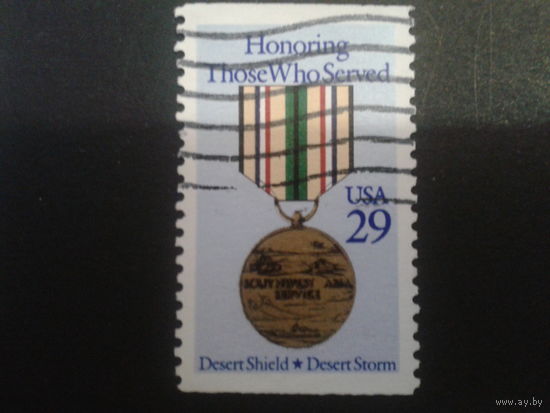 Honoring
Those Who Served
USA
29
SOUTHWEST ASIA
SERVICE
Desert Shield ★ Desert Storm
www.ay.by